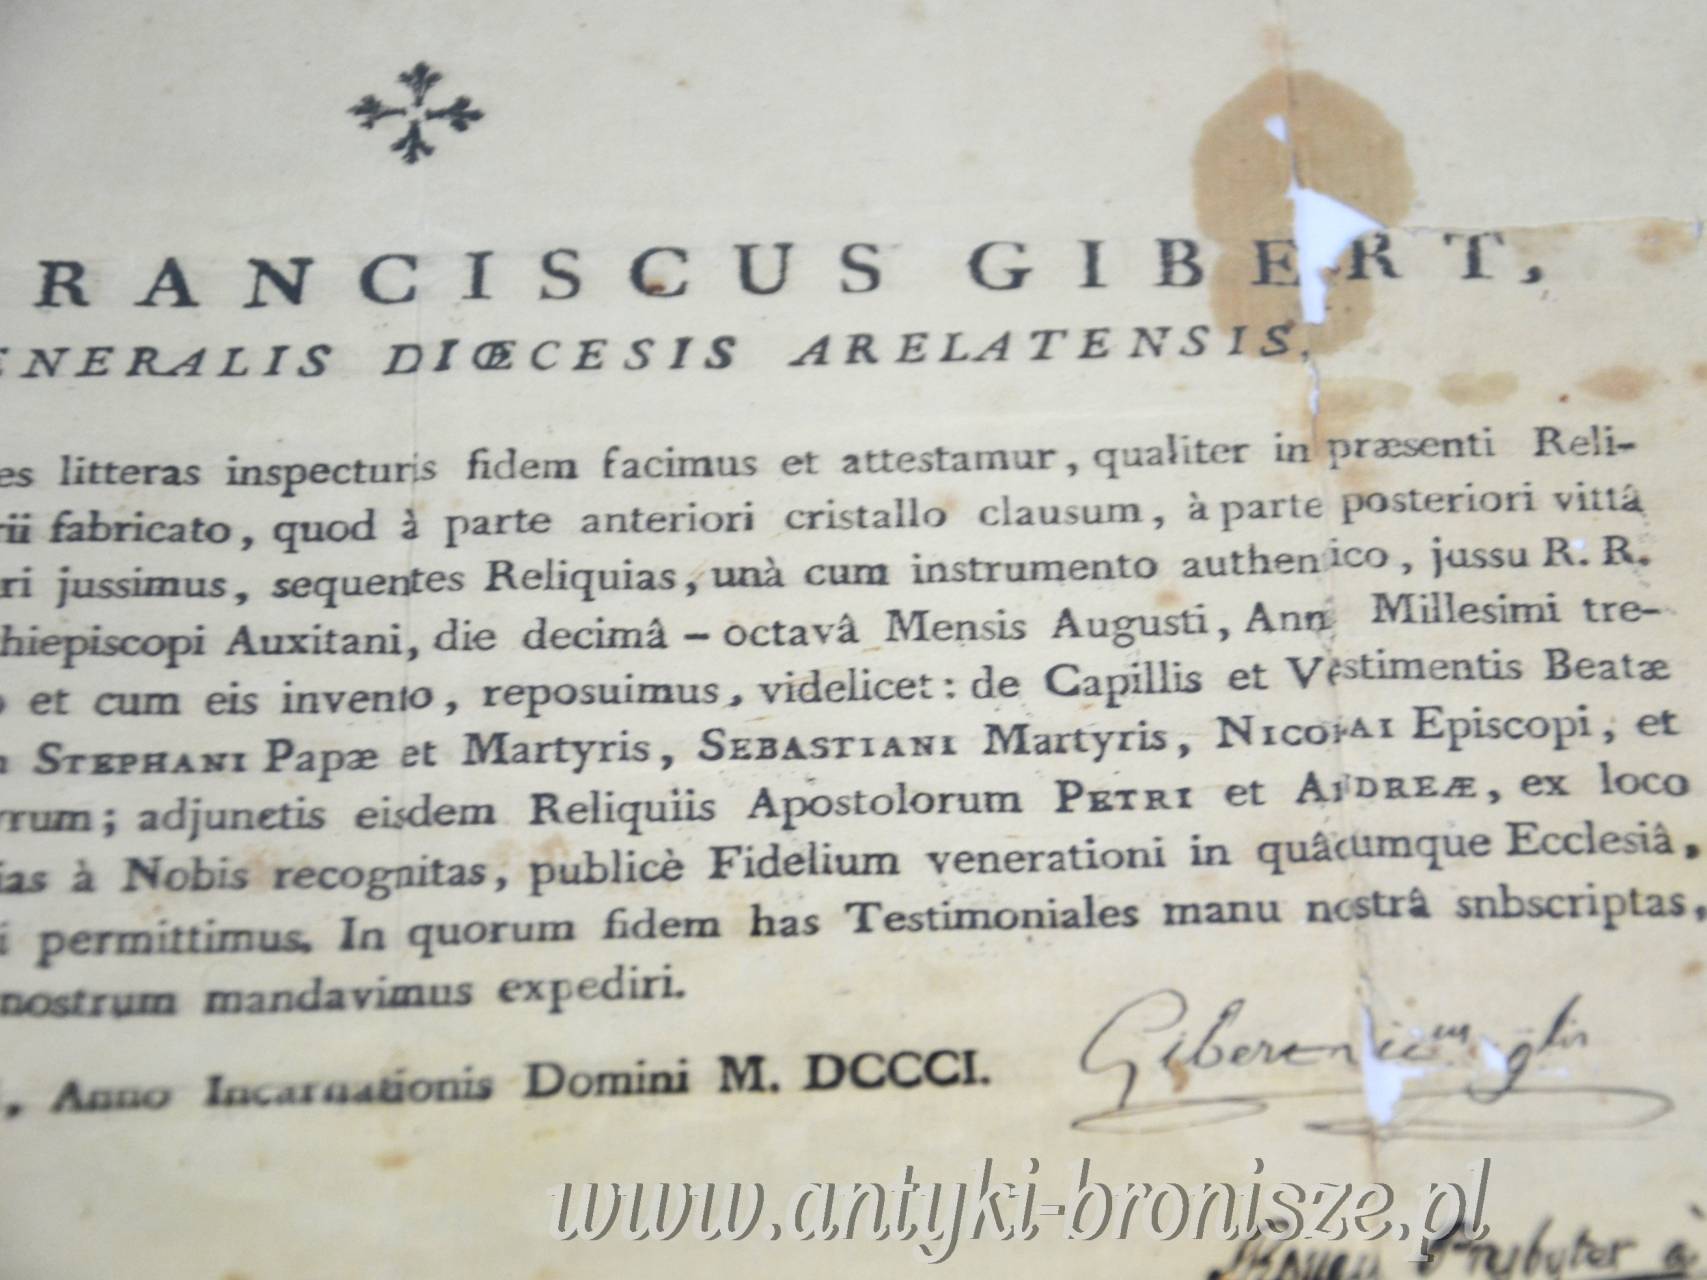 RANCISCUS GIBERT,
ENERALIS DIŒCESIS ARELATENSIS,
es litteras inspecturis fidem facimus et attestamur, qualiter in præsenti Reli-
rii fabricato, quod à parte anteriori cristallo clausum, à parte posteriori vittâ
ri jussimus, sequentes Reliquias, unà cum instrumento authentico, jussu R. R.
hiepiscopi Auxitani, die decimâ - octavâ Mensis Augusti, Ann Millesimi tre-
o et cum eis invento, reposuimus, videlicet: de Capillis et Vestimentis Beatæ
STEPHANI Papæ et Martyris, SEBASTIANI Martyris, NICOLAI Episcopi, et
rrum; adjunctis eisdem Reliquiis Apostolorum PETRI et ANDREÆ, ex loco
ias à Nobis recognitas, publicè Fidelium venerationi in quâcumque Ecclesiâ,
i permittimus. In quorum fidem has Testimoniales manu nostrâ snbscriptas,
nostrum mandavimus expediri.
, Anno Incarnationis Domini M. DCCCI.
www.antyki-bronisze.pl
Presbyter à